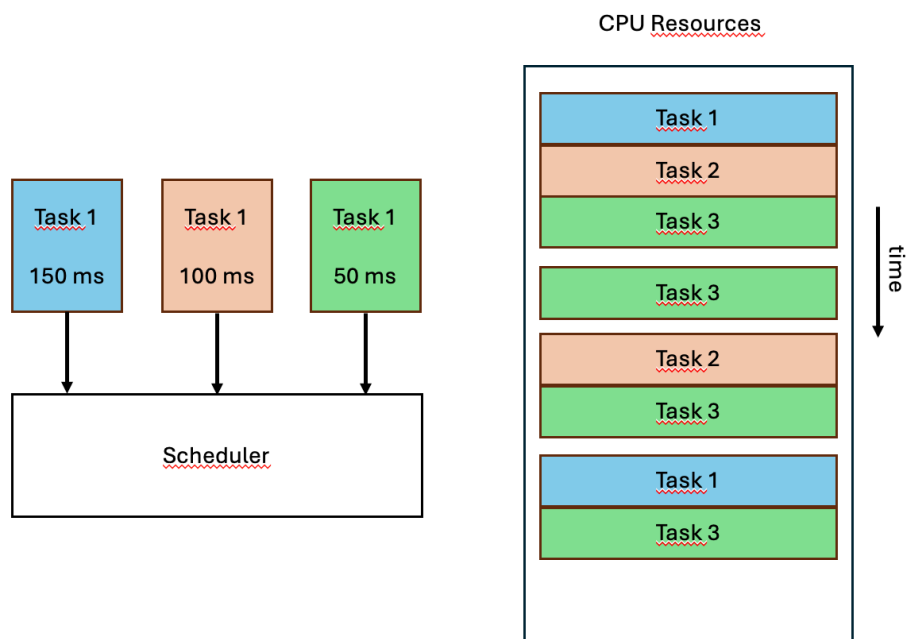 CPU Resources
Task 1
150 ms
Task 1
100 ms
Task 1
50 ms
Scheduler
Task 1
Task 2
Task 3
Task 3
Task 2
Task 3
Task 1
Task 3
time